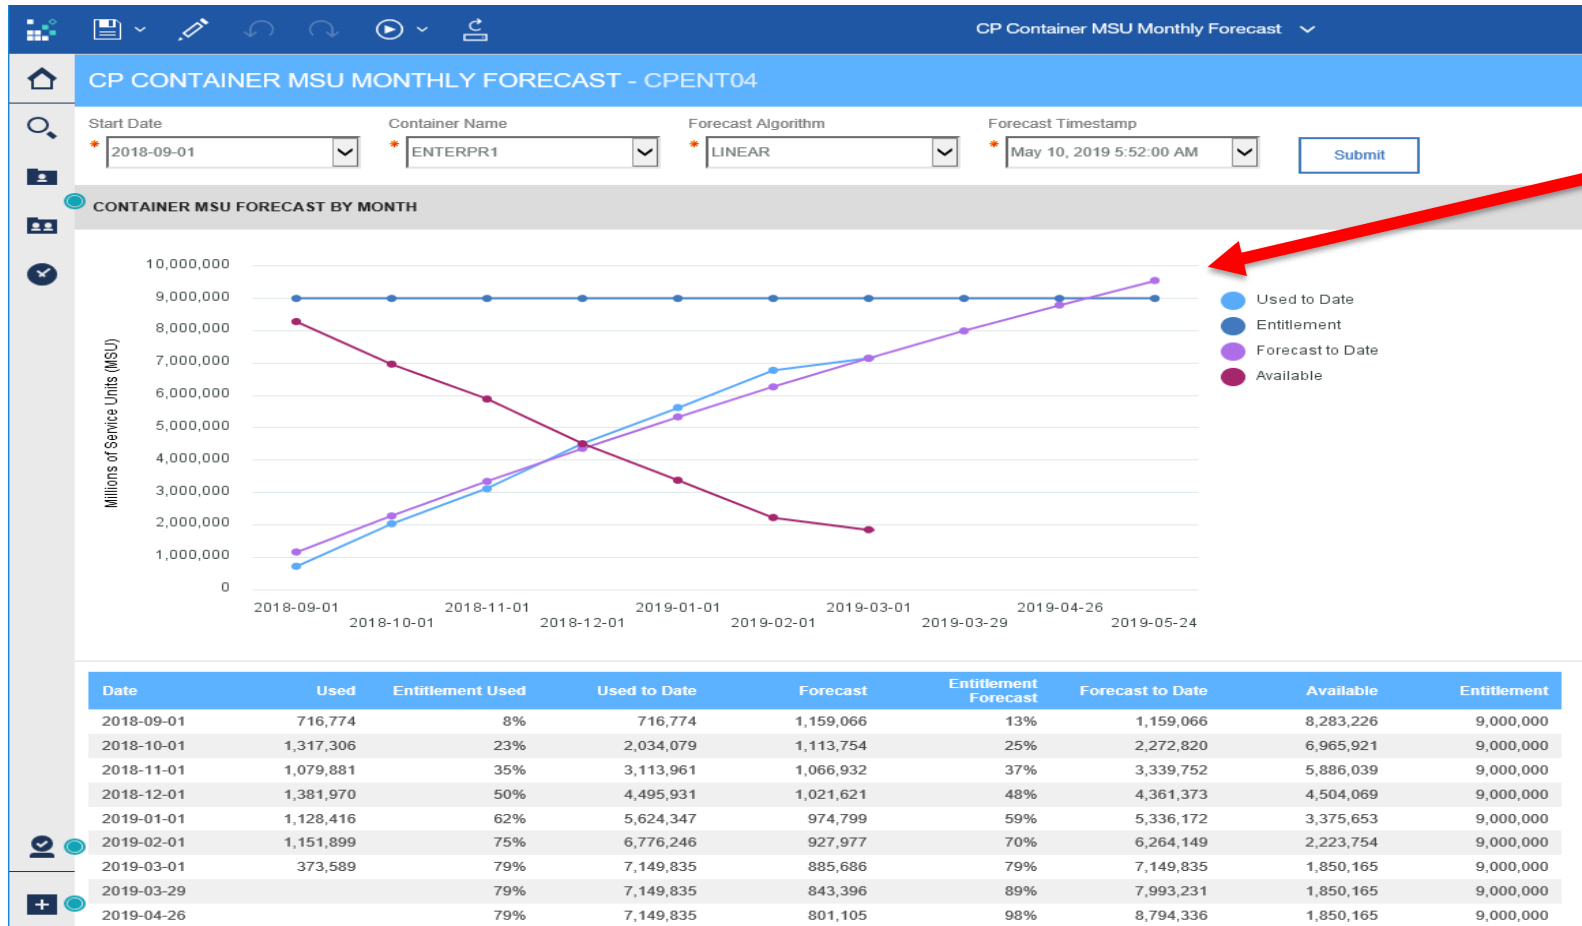 CP Container MSU Monthly Forecast
CP CONTAINER MSU MONTHLY FORECAST - CPENT04
Start Date Container Name Forecast Algorithm Forecast Timestamp
* 2018-09-01 * ENTERPR1 * LINEAR * May 10, 2019 5:52:00 AM Submit
CONTAINER MSU FORECAST BY MONTH
Millions of Service Units (MSU)
10,000,000
9,000,000
8,000,000
7,000,000
6,000,000
5,000,000
4,000,000
3,000,000
2,000,000
1,000,000
0
Used to Date
Entitlement
Forecast to Date
Available
2018-09-01 2018-11-01 2019-01-01 2019-03-01 2019-04-26
2018-10-01 2018-12-01 2019-02-01 2019-03-29 2019-05-24
Date Used Entitlement Used Used to Date Forecast Entitlement Forecast Forecast to Date Available Entitlement
2018-09-01 716,774 8% 716,774 1,159,066 13% 1,159,066 8,283,226 9,000,000
2018-10-01 1,317,306 23% 2,034,079 1,113,754 25% 2,272,820 6,965,921 9,000,000
2018-11-01 1,079,881 35% 3,113,961 1,066,932 37% 3,339,752 5,886,039 9,000,000
2018-12-01 1,381,970 50% 4,495,931 1,021,621 48% 4,361,373 4,504,069 9,000,000
2019-01-01 1,128,416 62% 5,624,347 974,799 59% 5,336,172 3,375,653 9,000,000
2019-02-01 1,151,899 75% 6,776,246 927,977 70% 6,264,149 2,223,754 9,000,000
2019-03-01 373,589 79% 7,149,835 885,686 79% 7,149,835 1,850,165 9,000,000
2019-03-29 79% 7,149,835 843,396 89% 7,993,231 1,850,165 9,000,000
2019-04-26 79% 7,149,835 801,105 98% 8,794,336 1,850,165 9,000,000